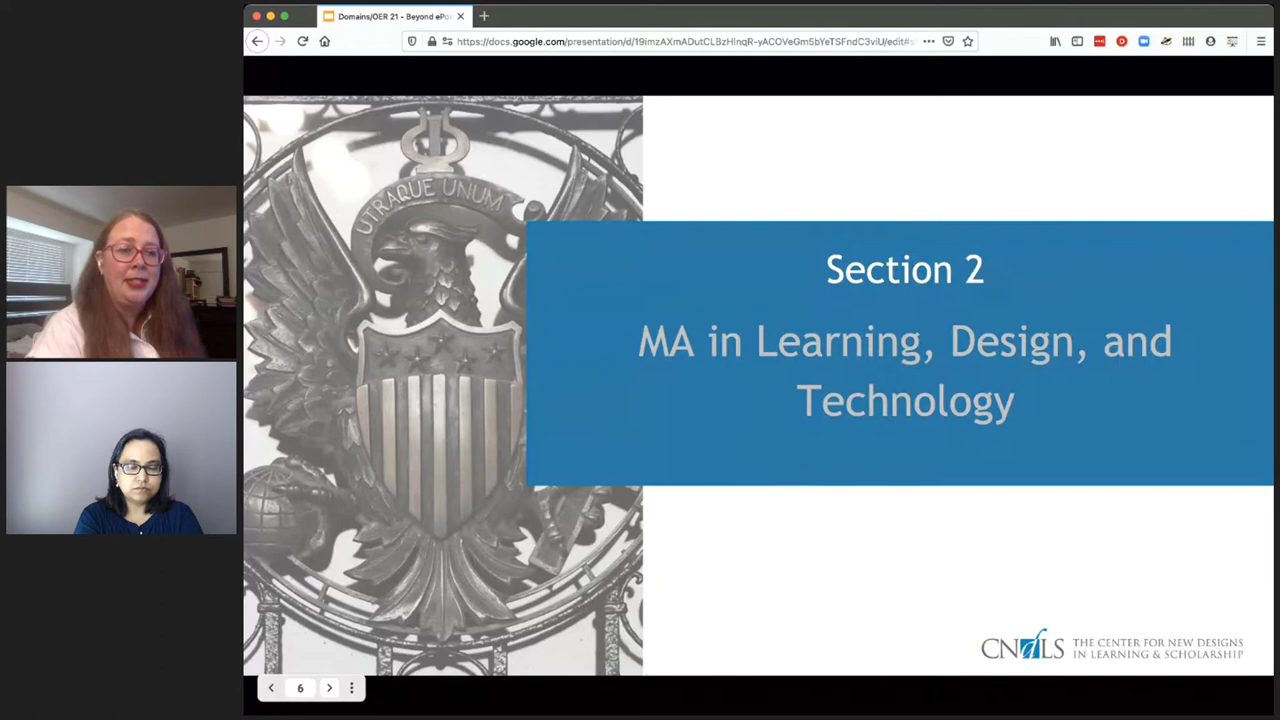 Domains/OER 21 - Beyond ePo
https://docs.google.com/presentation/d/19imzAXmADutCLBzHlnqR-yACOVeGm5bYeTSFndC3viU/edit#s
UTRAQUE UNUM
Section 2
MA in Learning, Design, and
Technology
CNDLS THE CENTER FOR NEW DESIGNS
IN LEARNING & SCHOLARSHIP
6